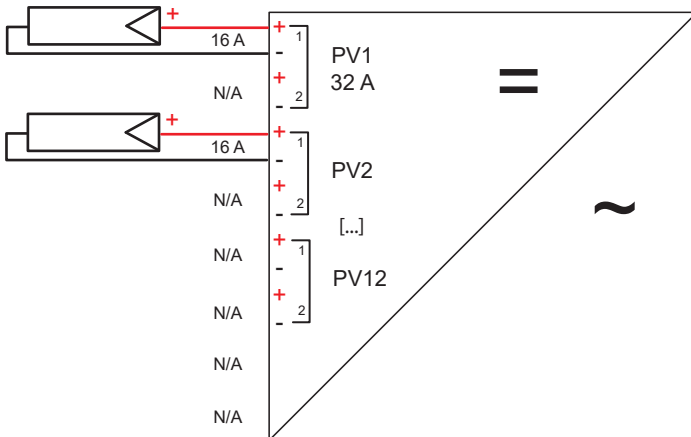 + +
16 A 1
- PV1
+ 32 A =
N/A 2
-
+ +
16 A 1
- PV2
+ ~
N/A 2
-
[...]
+
N/A 1
- PV12
+
N/A 2
-
N/A
N/A